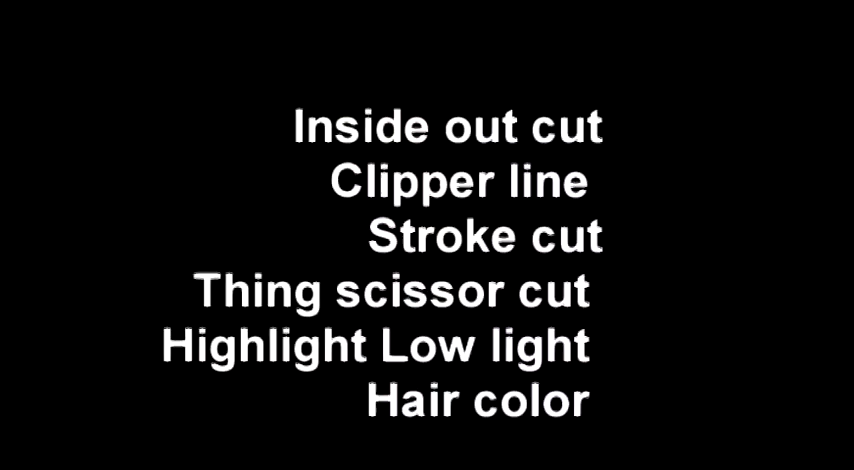 Inside out cut
Clipper line
Stroke cut
Thing scissor cut
Highlight Low light
Hair color